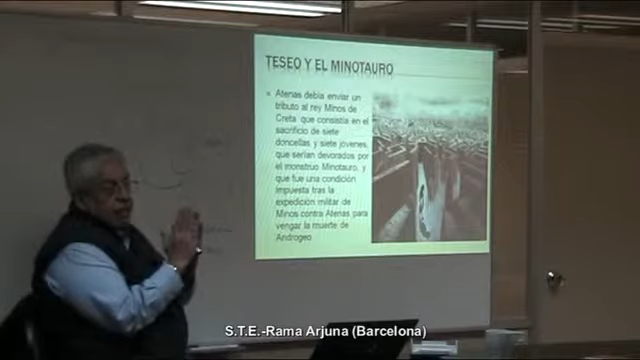 TESEO Y EL MINOTAURO
Atenas debía enviar un
tributo al rey Minos de
Creta que consistía en el
sacrificio de siete
doncellas y siete jóvenes,
que serían devorados por
el monstruo Minotauro, y
que fue una condición
impuesta tras la
expedición militar de
Minos contra Atenas para
vengar la muerte de
Androgeo
S.T.E.-Rama Arjuna (Barcelona)